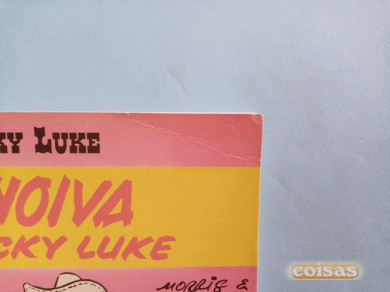 KY LUKE
NOIVA
CKY LUKE
MORRIS &
coisas